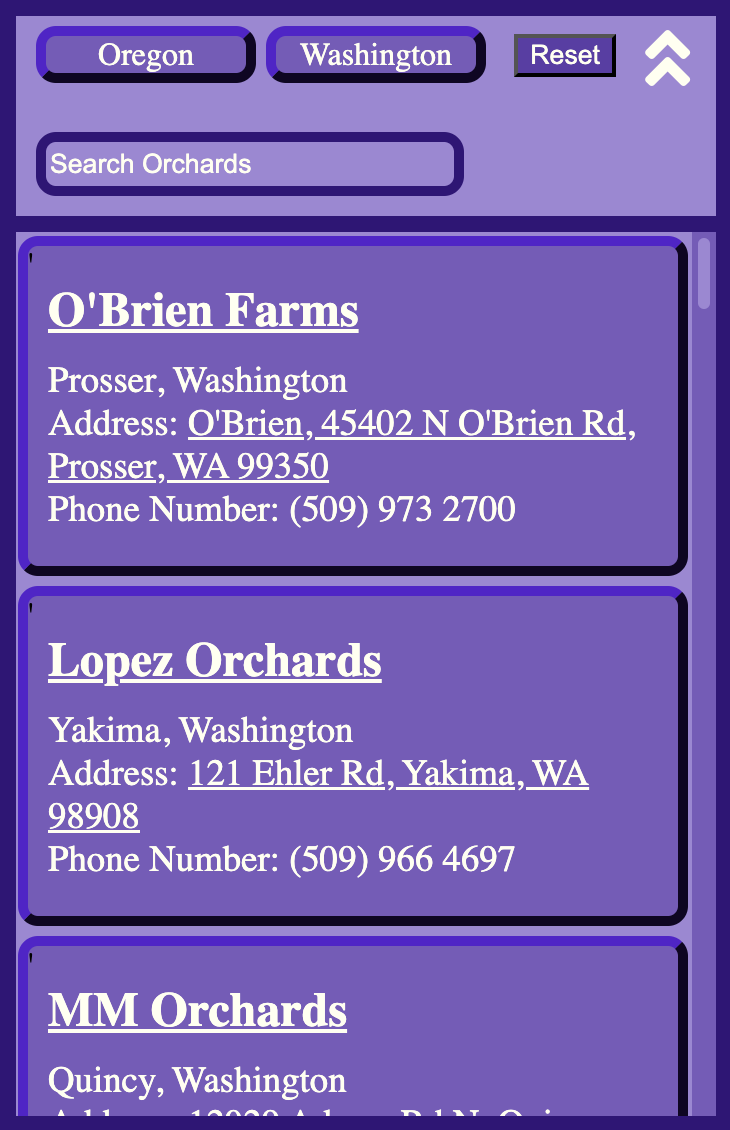 Oregon
Washington
Reset
Search Orchards
O'Brien Farms
Prosser, Washington
Address: O'Brien, 45402 N O'Brien Rd,
Prosser, WA 99350
Phone Number: (509) 973 2700
Lopez Orchards
Yakima, Washington
Address: 121 Ehler Rd, Yakima, WA
98908
Phone Number: (509) 966 4697
MM Orchards
Quincy, Washington